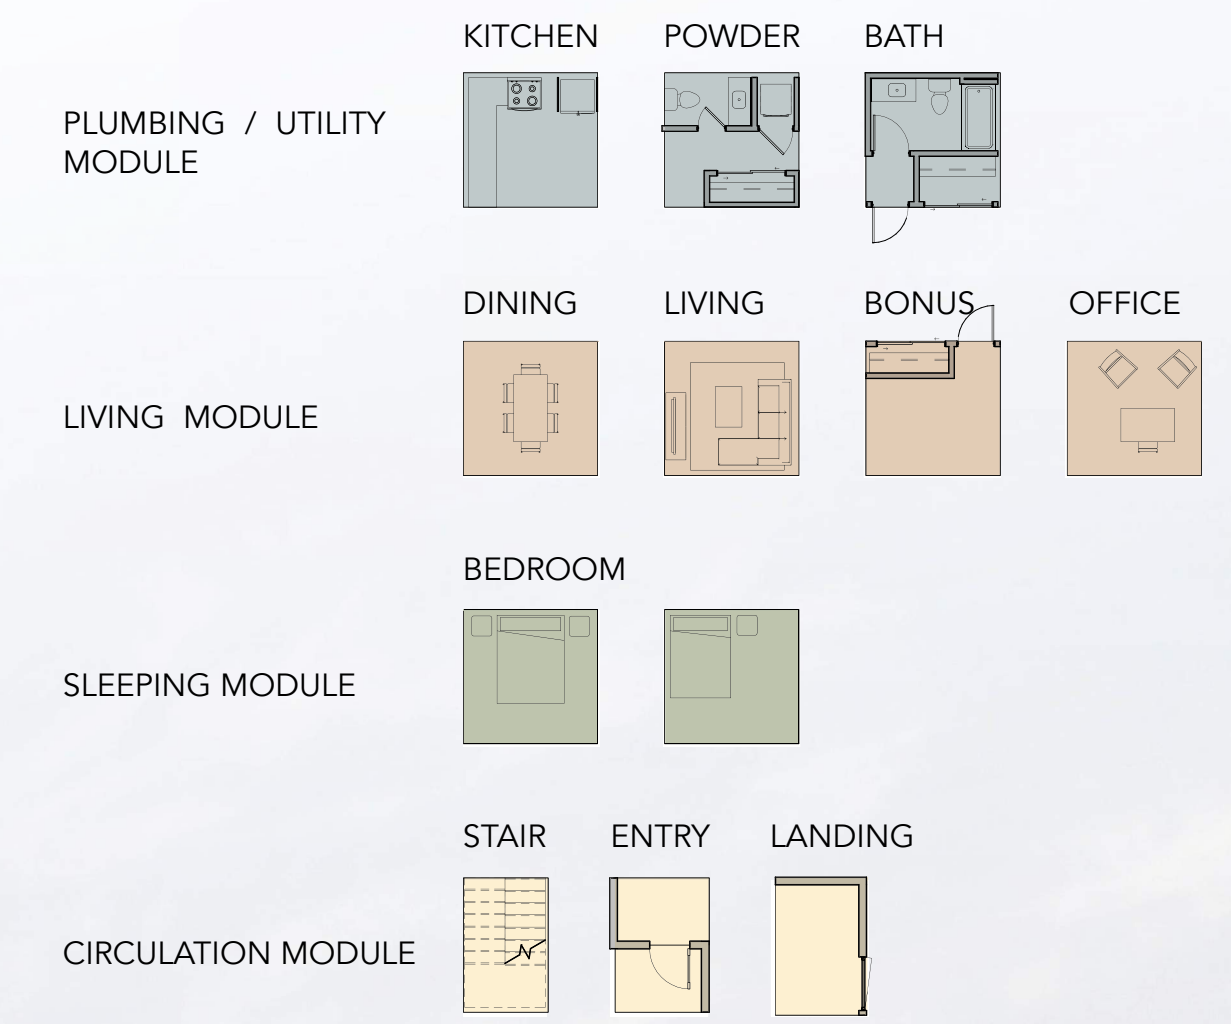 KITCHEN POWDER BATH
PLUMBING / UTILITY
MODULE
DINING LIVING BONUS OFFICE
LIVING MODULE
BEDROOM
SLEEPING MODULE
STAIR ENTRY LANDING
CIRCULATION MODULE